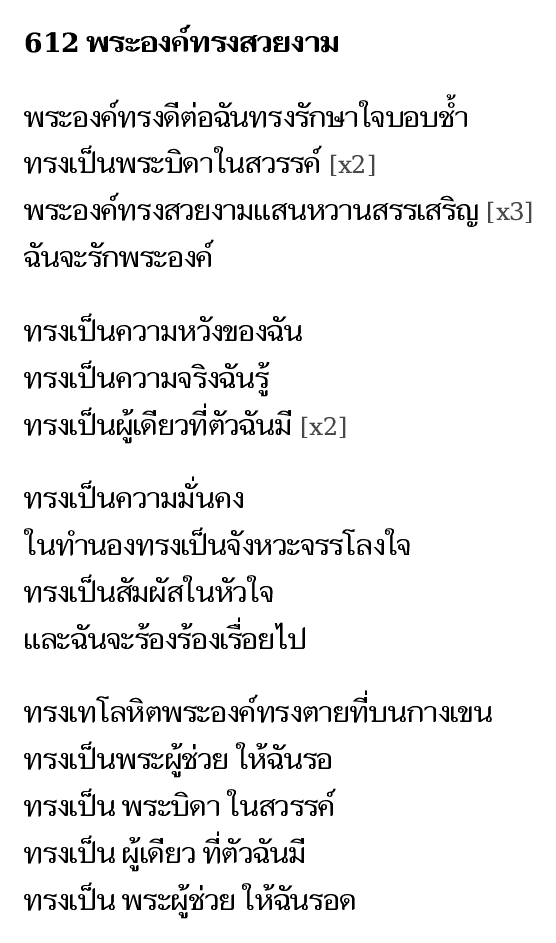 612 พระองค์ทรงสวยงาม
พระองค์ทรงดีต่อฉันทรงรักษาใจบอบช้ำ
ทรงเป็นพระบิดาในสวรรค์ [x2]
พระองค์ทรงสวยงามแสนหวานสรรเสริญ [x3]
ฉันจะรักพระองค์
ทรงเป็นความหวังของฉัน
ทรงเป็นความจริงฉันรู้
ทรงเป็นผู้เดียวที่ตัวฉันมี [x2]
ทรงเป็นความมั่นคง
ในทำนองทรงเป็นจังหวะจรรโลงใจ
ทรงเป็นสัมผัสในหัวใจ
และฉันจะร้องร้องเรื่อยไป
ทรงเทโลหิตพระองค์ทรงตายที่บนกางเขน
ทรงเป็นพระผู้ช่วย ให้ฉันรอ
ทรงเป็น พระบิดา ในสวรรค์
ทรงเป็น ผู้เดียว ที่ตัวฉันมี
ทรงเป็น พระผู้ช่วย ให้ฉันรอด